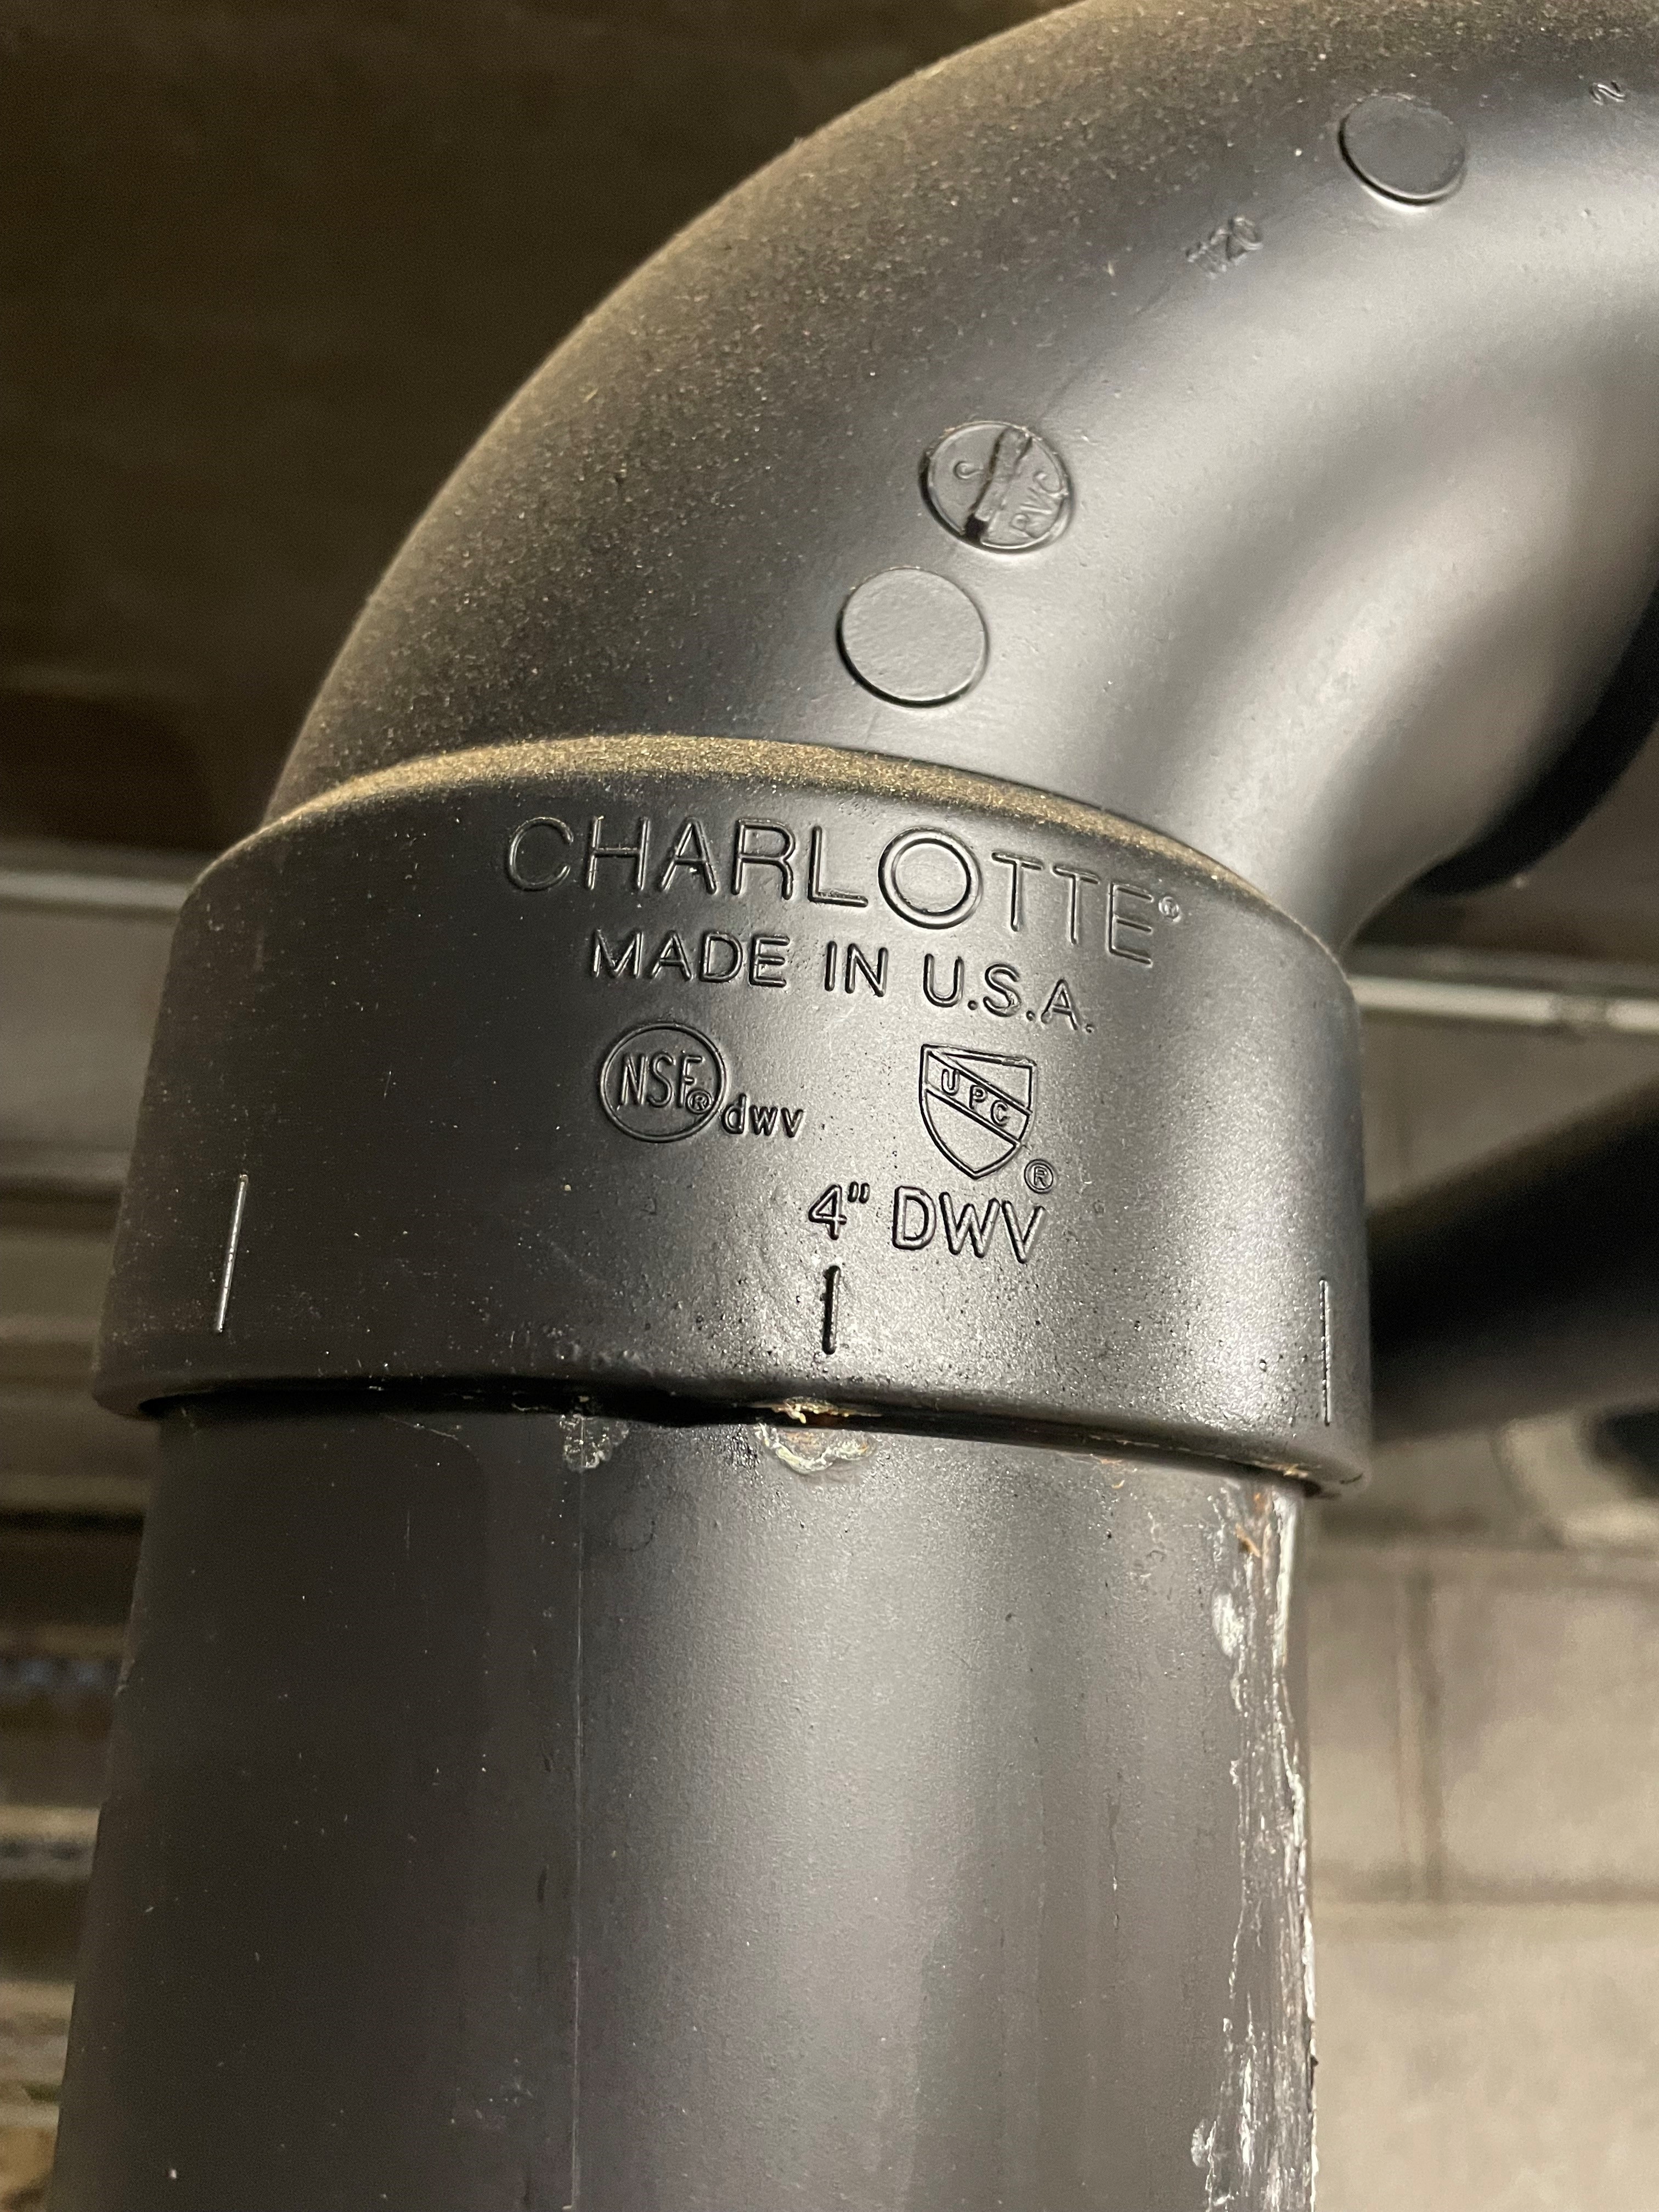 PVC
CHARLOTTE®
MADE IN U.S.A.
NSF® dwv
UPC®
4" DWV